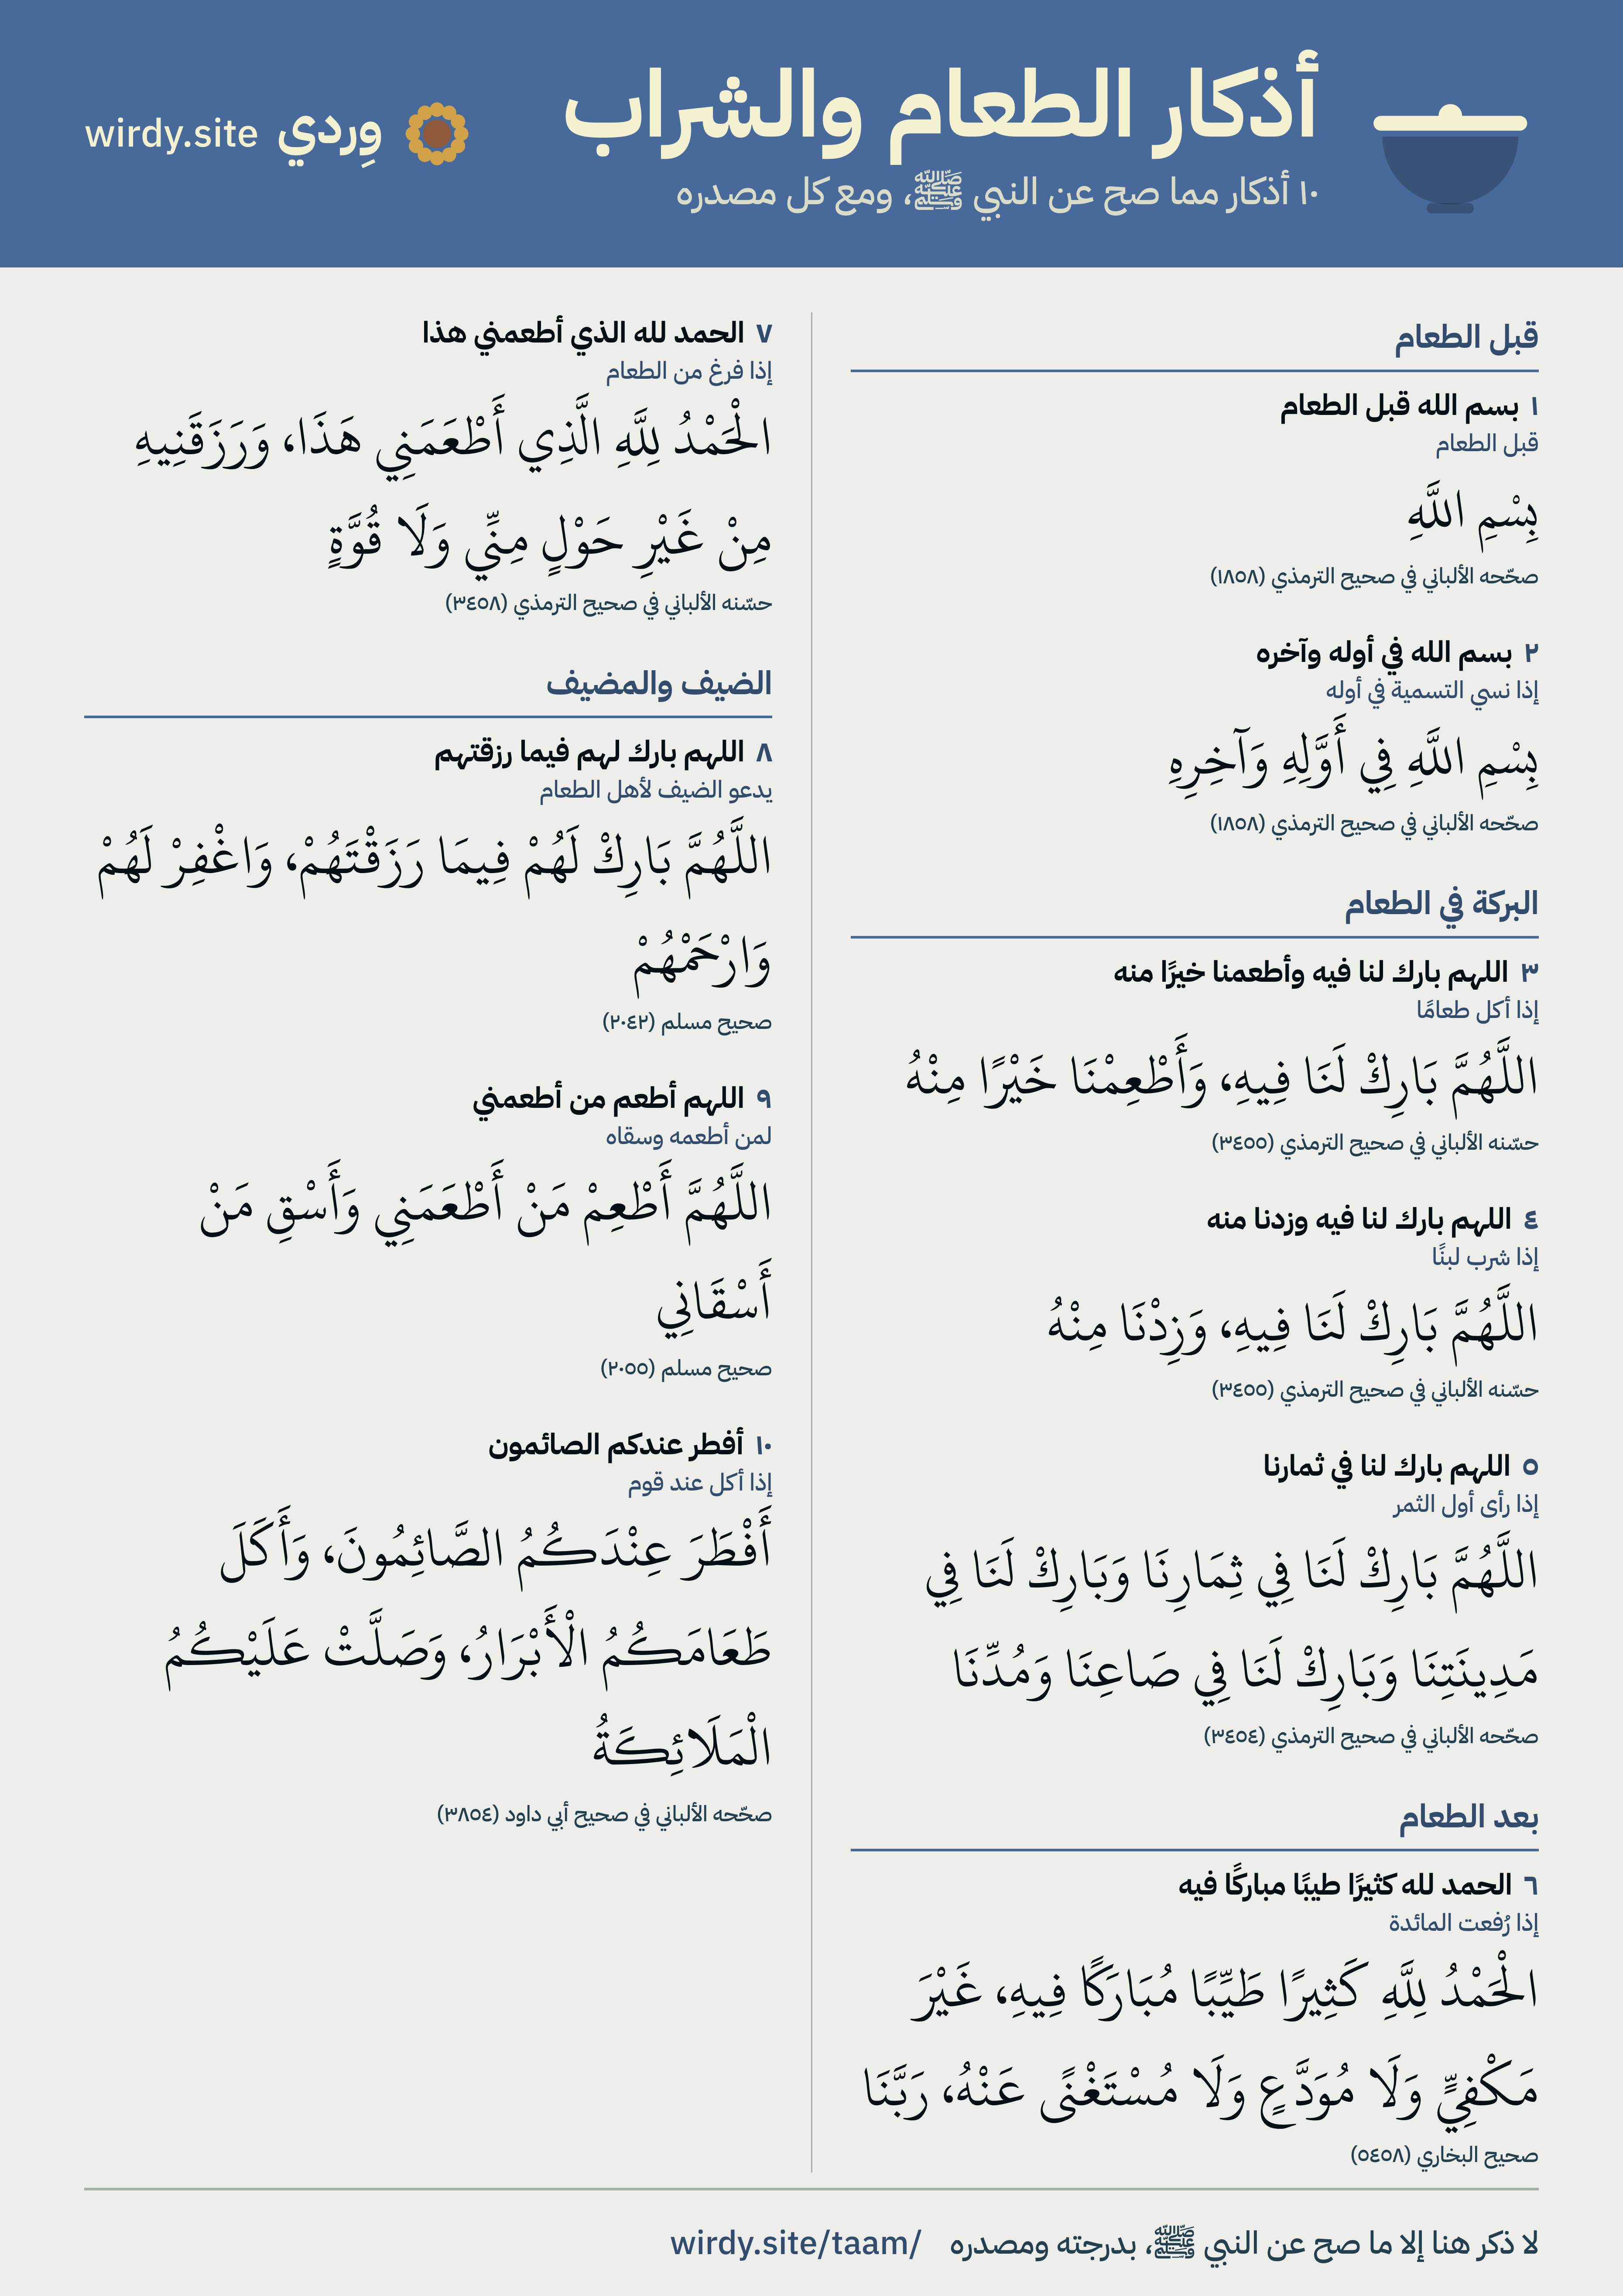 أذكار الطعام والشراب
١٠ أذكار مما صح عن النبي ﷺ، ومع كل مصدره
وِردي wirdy.site
قبل الطعام
١ بسم الله قبل الطعام
قبل الطعام
بِسْمِ اللَّهِ
صحّحه الألباني في صحيح الترمذي (١٨٥٨)
٢ بسم الله في أوله وآخره
إذا نسي التسمية في أوله
بِسْمِ اللَّهِ فِي أَوَّلِهِ وَآخِرِهِ
صحّحه الألباني في صحيح الترمذي (١٨٥٨)
البركة في الطعام
٣ اللهم بارك لنا فيه وأطعمنا خيرًا منه
إذا أكل طعامًا
اللَّهُمَّ بَارِكْ لَنَا فِيهِ، وَأَطْعِمْنَا خَيْرًا مِنْهُ
حسّنه الألباني في صحيح الترمذي (٣٤٥٥)
٤ اللهم بارك لنا فيه وزدنا منه
إذا شرب لبنًا
اللَّهُمَّ بَارِكْ لَنَا فِيهِ، وَزِدْنَا مِنْهُ
حسّنه الألباني في صحيح الترمذي (٣٤٥٥)
٥ اللهم بارك لنا في ثمارنا
إذا رأى أول الثمر
اللَّهُمَّ بَارِكْ لَنَا فِي ثِمَارِنَا وَبَارِكْ لَنَا فِي
مَدِينَتِنَا وَبَارِكْ لَنَا فِي صَاعِنَا وَمُدِّنَا
صحّحه الألباني في صحيح الترمذي (٣٤٥٤)
بعد الطعام
٦ الحمد لله كثيرًا طيبًا مباركًا فيه
إذا رُفعت المائدة
الْحَمْدُ لِلَّهِ كَثِيرًا طَيِّبًا مُبَارَكًا فِيهِ، غَيْرَ
مَكْفِيٍّ وَلَا مُوَدَّعٍ وَلَا مُسْتَغْنًى عَنْهُ، رَبَّنَا
صحيح البخاري (٥٤٥٨)
٧ الحمد لله الذي أطعمني هذا
إذا فرغ من الطعام
الْحَمْدُ لِلَّهِ الَّذِي أَطْعَمَنِي هَذَا، وَرَزَقَنِيهِ
مِنْ غَيْرِ حَوْلٍ مِنِّي وَلَا قُوَّةٍ
حسّنه الألباني في صحيح الترمذي (٣٤٥٨)
الضيف والمضيف
٨ اللهم بارك لهم فيما رزقتهم
يدعو الضيف لأهل الطعام
اللَّهُمَّ بَارِكْ لَهُمْ فِيمَا رَزَقْتَهُمْ، وَاغْفِرْ لَهُمْ
وَارْحَمْهُمْ
صحيح مسلم (٢٠٤٢)
٩ اللهم أطعم من أطعمني
لمن أطعمه وسقاه
اللَّهُمَّ أَطْعِمْ مَنْ أَطْعَمَنِي وَأَسْقِ مَنْ
أَسْقَانِي
صحيح مسلم (٢٠٥٥)
١٠ أفطر عندكم الصائمون
إذا أكل عند قوم
أَفْطَرَ عِنْدَكُمُ الصَّائِمُونَ، وَأَكَلَ
طَعَامَكُمُ الْأَبْرَارُ، وَصَلَّتْ عَلَيْكُمُ
الْمَلَائِكَةُ
صحّحه الألباني في صحيح أبي داود (٣٨٥٤)
لا ذكر هنا إلا ما صح عن النبي ﷺ، بدرجته ومصدره wirdy.site/taam/